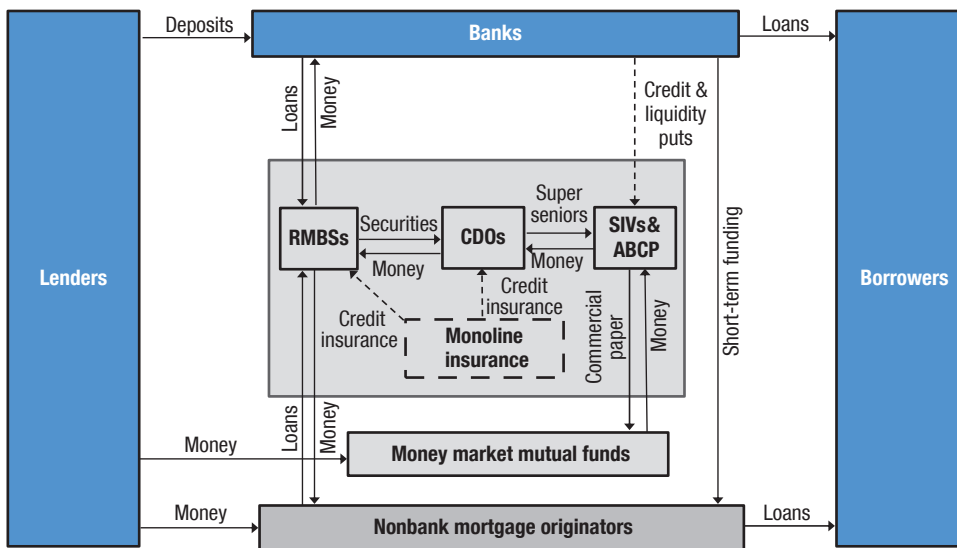 Deposits
Banks
Loans
Loans
Money
Credit &
liquidity
puts
Super
seniors
RMBSs
Securities
CDOs
SIVs &
ABCP
Money
Money
Lenders
Borrowers
Short-term funding
Credit
insurance
Credit
insurance
Monoline
insurance
Commercial
paper
Money
Loans
Money
Money
Money market mutual funds
Money
Nonbank mortgage originators
Loans